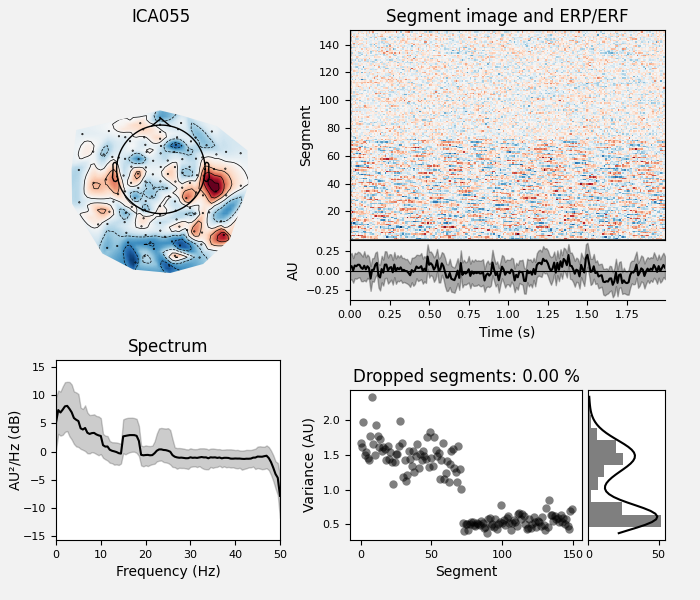 ICA055
Segment image and ERP/ERF
Segment
140
120
100
80
60
40
20
AU
0.25
0.00
−0.25
0.00 0.25 0.50 0.75 1.00 1.25 1.50 1.75
Time (s)
Spectrum
AU²/Hz (dB)
15
10
5
0
−5
−10
−15
0 10 20 30 40 50
Frequency (Hz)
Dropped segments: 0.00 %
Variance (AU)
2.0
1.5
1.0
0.5
0 50 100 150
Segment
0 50